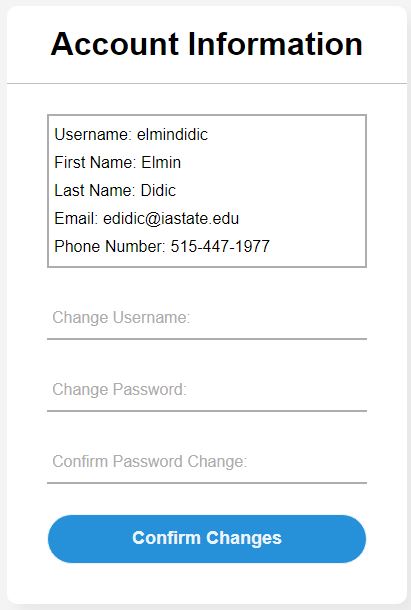 Account Information
Username: elmindidic
First Name: Elmin
Last Name: Didic
Email: edidic@iastate.edu
Phone Number: 515-447-1977
Change Username:
Change Password:
Confirm Password Change:
Confirm Changes